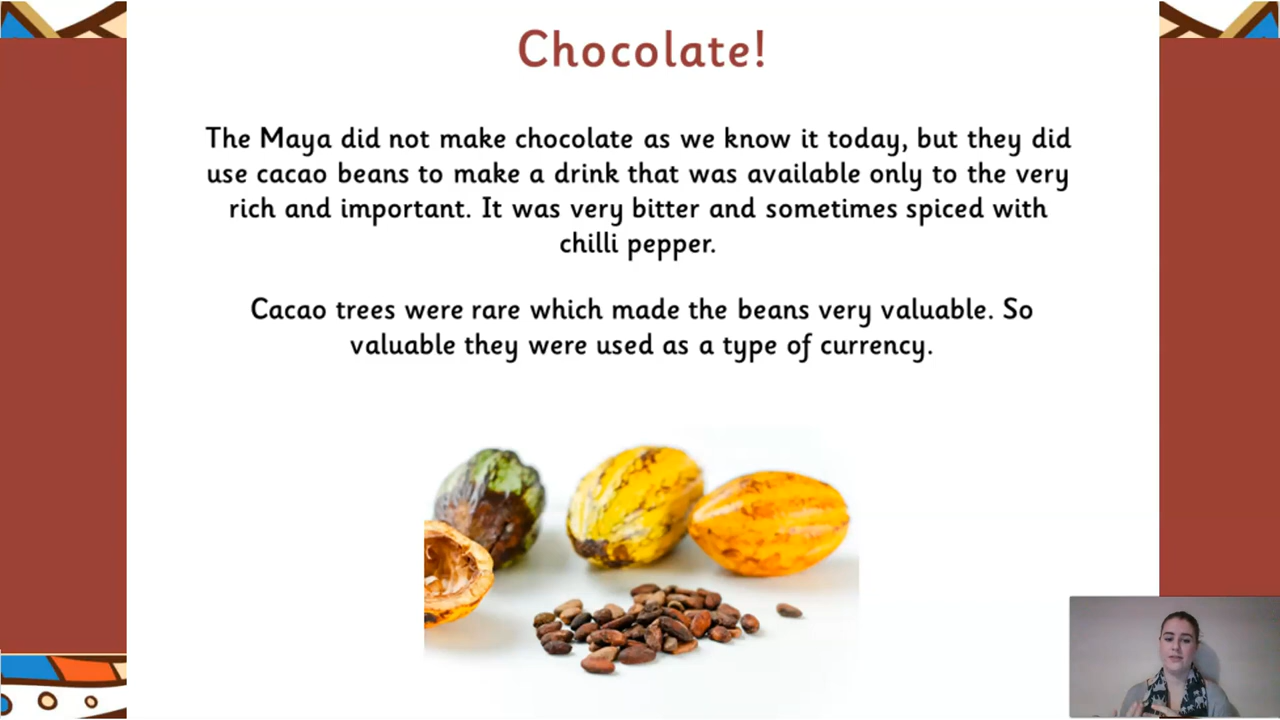 Chocolate!
The Maya did not make chocolate as we know it today, but they did
use cacao beans to make a drink that was available only to the very
rich and important. It was very bitter and sometimes spiced with
chilli pepper.
Cacao trees were rare which made the beans very valuable. So
valuable they were used as a type of currency.